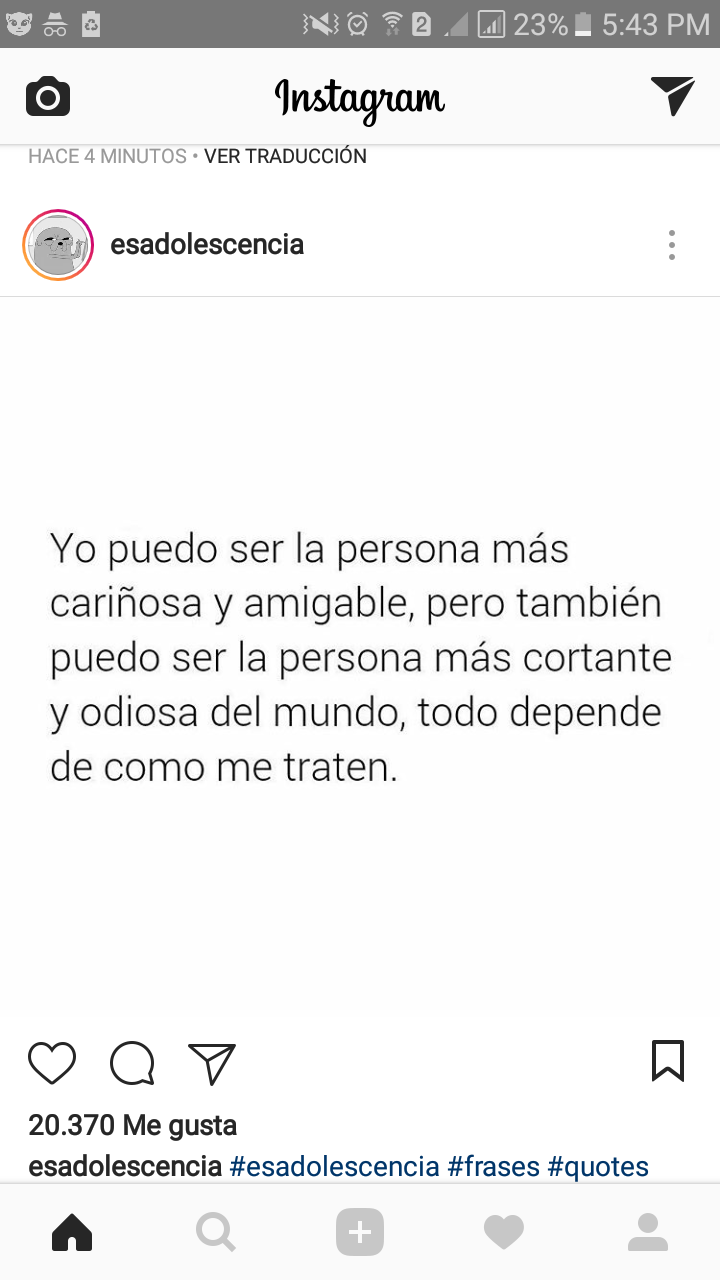 2 23% 5:43 PM
Instagram
HACE 4 MINUTOS • VER TRADUCCIÓN
esadolescencia
Yo puedo ser la persona más
cariñosa y amigable, pero también
puedo ser la persona más cortante
y odiosa del mundo, todo depende
de como me traten.
20.370 Me gusta
esadolescencia #esadolescencia #frases #quotes